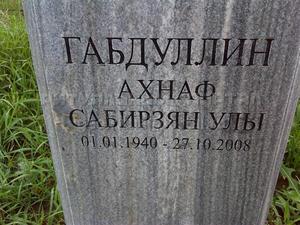 ГАБДУЛЛИН
АХНАФ
САБИРЗЯН УЛЫ
01.01.1940 - 27.10.2008